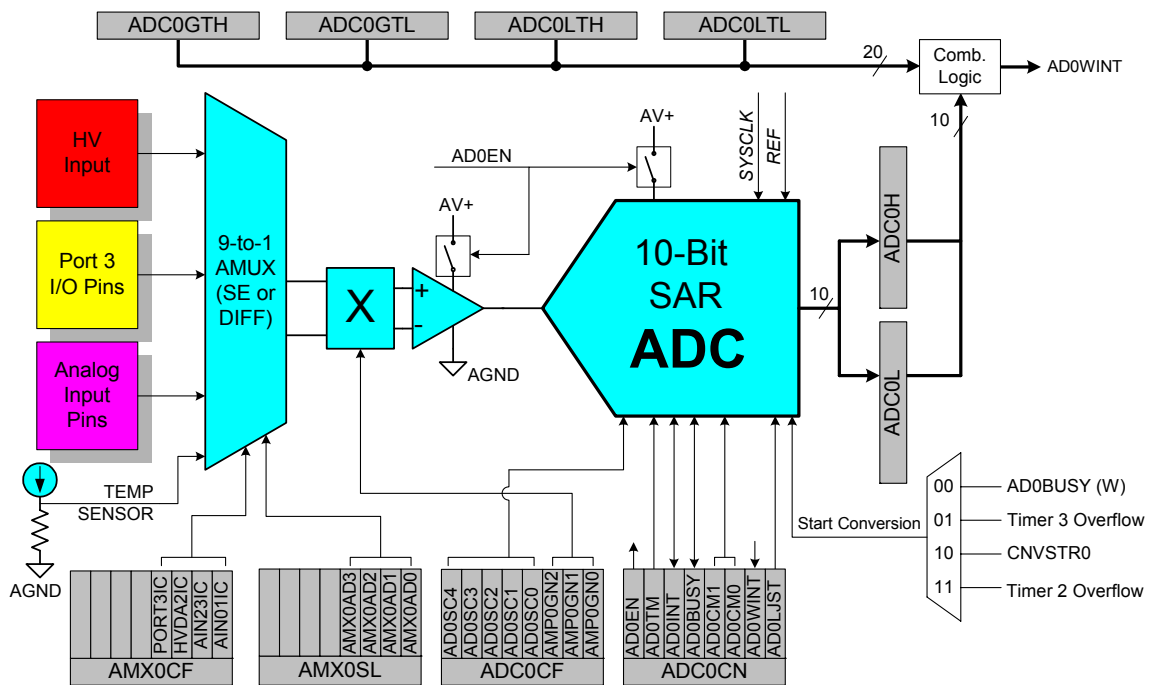 ADC0GTH
ADC0GTL
ADC0LTH
ADC0LTL
20
Comb.
Logic
AD0WINT
10
HV
Input
Port 3
I/O Pins
Analog
Input
Pins
9-to-1
AMUX
(SE or
DIFF)
X
+
-
AV+
AGND
AD0EN
AV+
SYSCLK
REF
10-Bit
SAR
ADC
10
ADC0H
ADC0L
TEMP
SENSOR
AGND
Start Conversion
00
AD0BUSY (W)
01
Timer 3 Overflow
10
CNVSTR0
11
Timer 2 Overflow
PORT3IC
HVDA2IC
AIN23IC
AIN01IC
AMX0CF
AMX0AD3
AMX0AD2
AMX0AD1
AMX0AD0
AMX0SL
AD0SC4
AD0SC3
AD0SC2
AD0SC1
AD0SC0
AMP0GN2
AMP0GN1
AMP0GN0
ADC0CF
AD0EN
AD0TM
AD0INT
AD0BUSY
AD0CM1
AD0CM0
AD0WINT
AD0LJST
ADC0CN